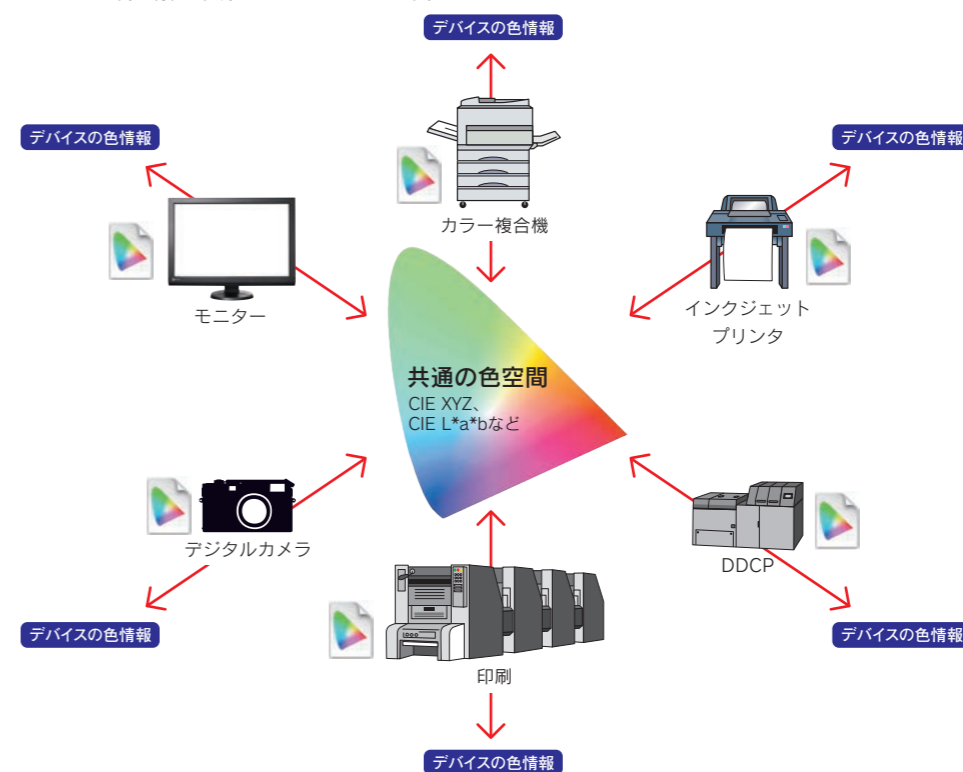 デバイスの色情報
デバイスの色情報
デバイスの色情報
カラー複合機
モニター
インクジェット
プリンタ
共通の色空間
CIE XYZ、
CIE L*a*bなど
デジタルカメラ
DDCP
デバイスの色情報
デバイスの色情報
印刷
デバイスの色情報